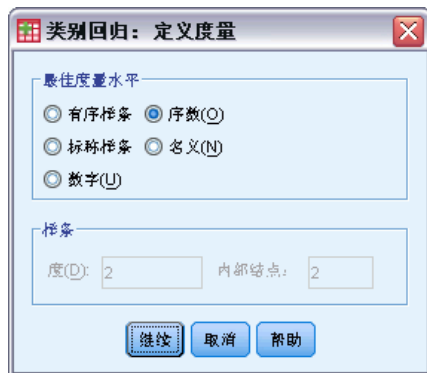 类别回归：定义度量
最佳度量水平
有序样条 序数(O)
标称样条 名义(N)
数字(U)
样条
度(D): 2 内部结点： 2
继续 取消 帮助